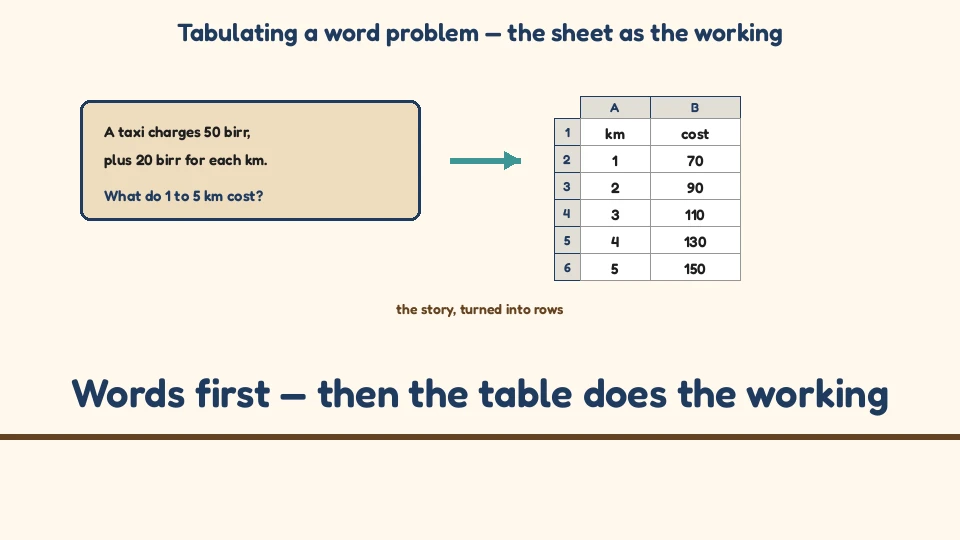 Tabulating a word problem — the sheet as the working
A taxi charges 50 birr,
plus 20 birr for each km.
What do 1 to 5 km cost?
A B
1 km cost
2 1 70
3 2 90
4 3 110
5 4 130
6 5 150
the story, turned into rows
Words first — then the table does the working